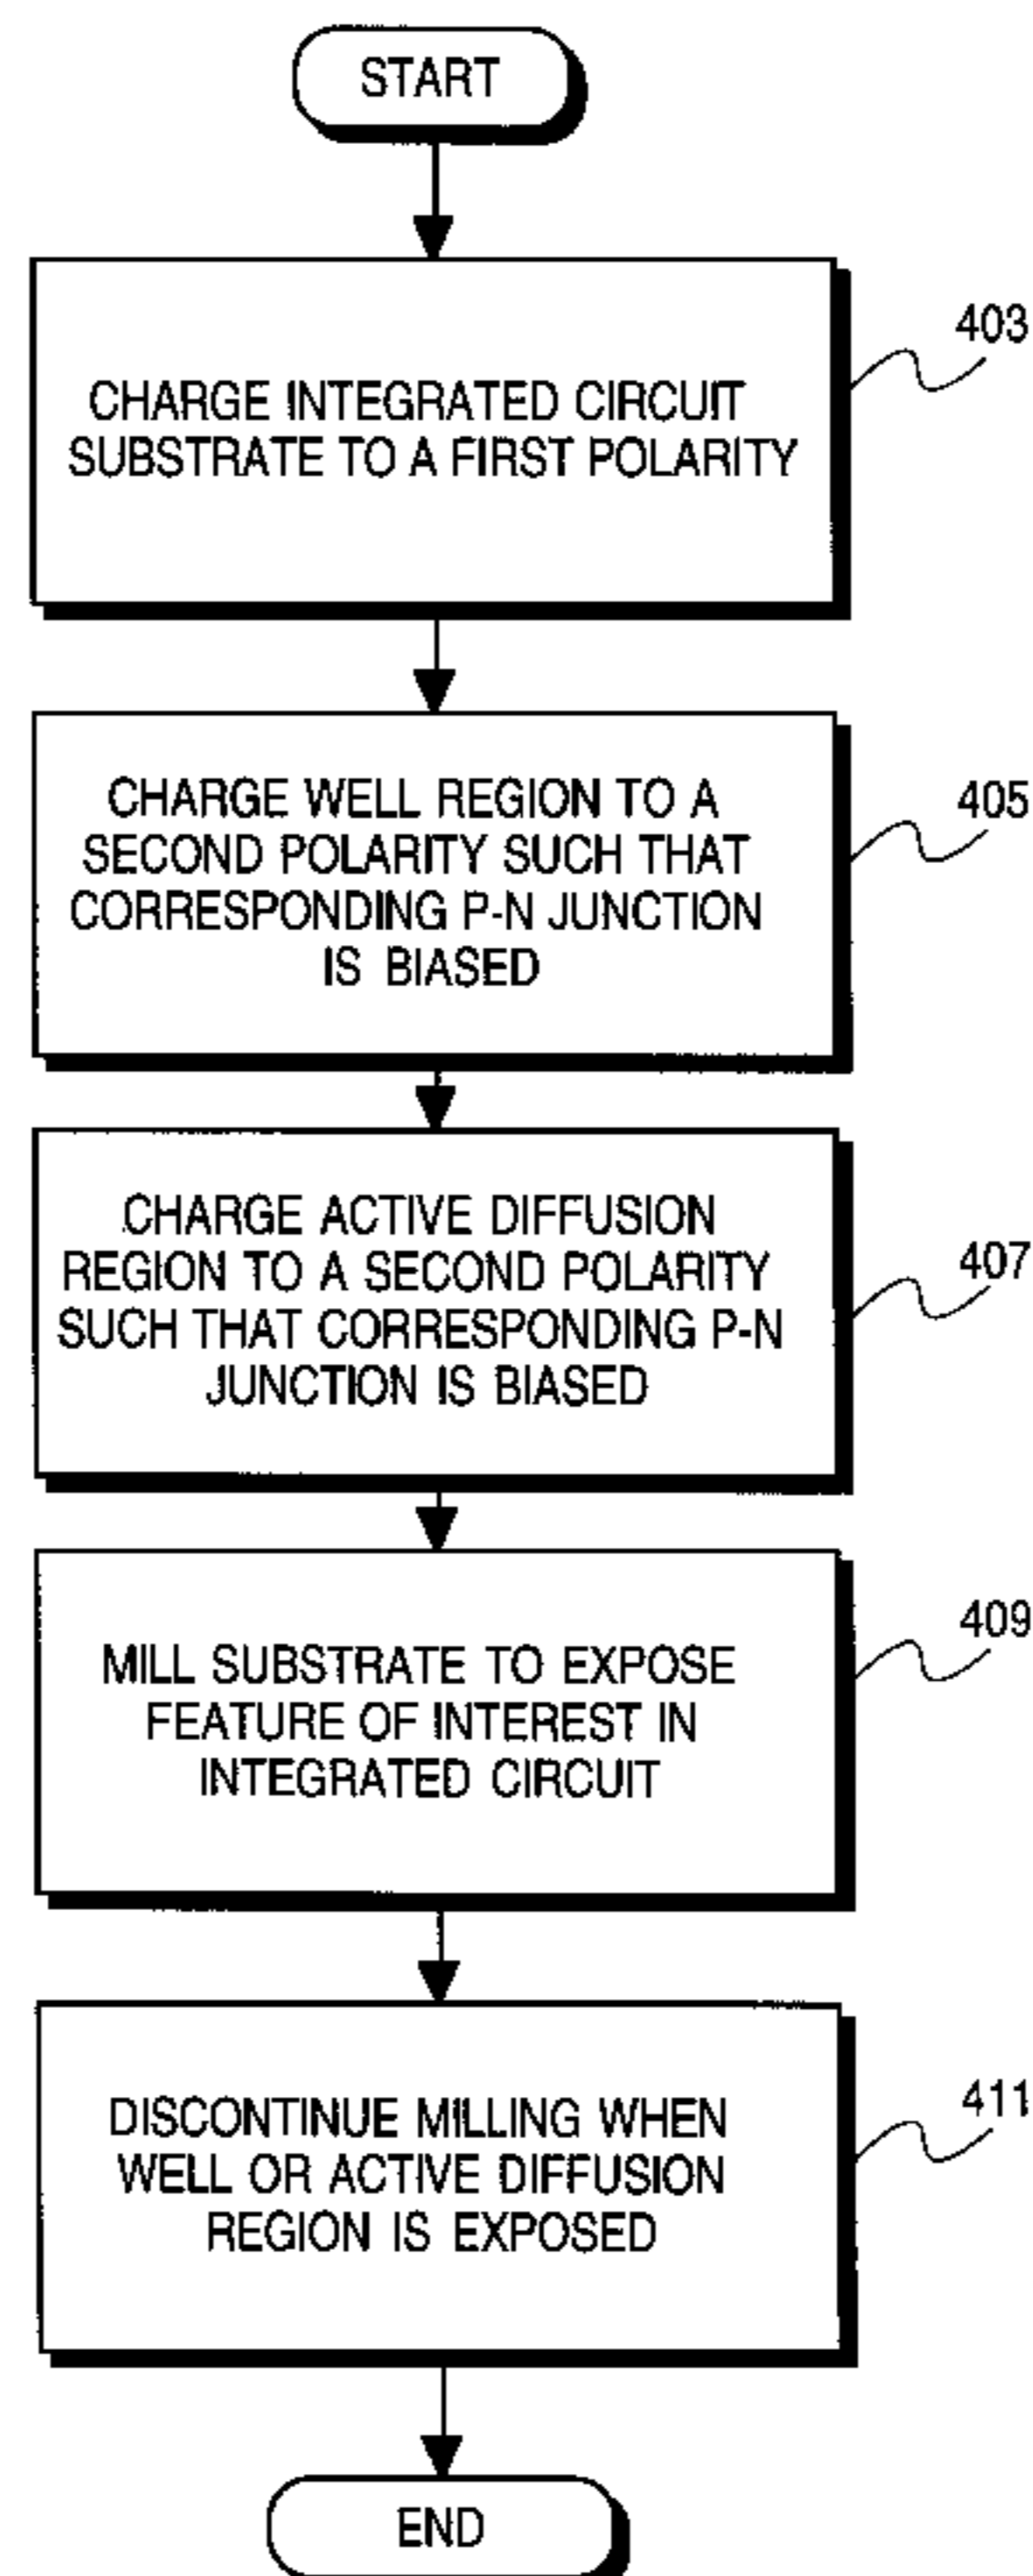 START
CHARGE INTEGRATED CIRCUIT
SUBSTRATE TO A FIRST POLARITY
403
CHARGE WELL REGION TO A
SECOND POLARITY SUCH THAT
CORRESPONDING P-N JUNCTION
IS BIASED
405
CHARGE ACTIVE DIFFUSION
REGION TO A SECOND POLARITY
SUCH THAT CORRESPONDING P-N
JUNCTION IS BIASED
407
MILL SUBSTRATE TO EXPOSE
FEATURE OF INTEREST IN
INTEGRATED CIRCUIT
409
DISCONTINUE MILLING WHEN
WELL OR ACTIVE DIFFUSION
REGION IS EXPOSED
411
END